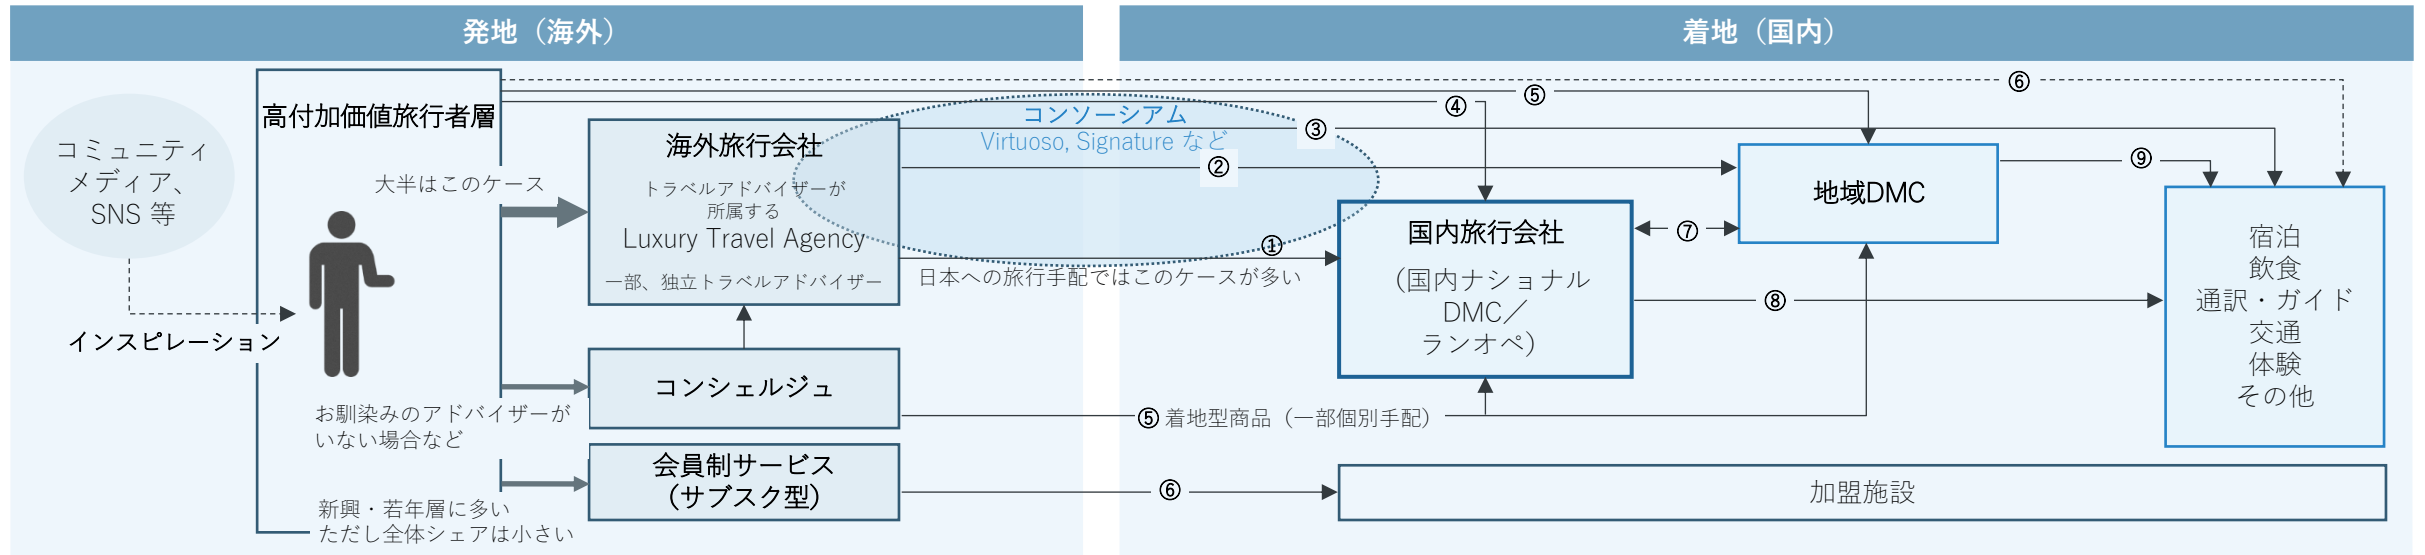 発地（海外）
着地（国内）
コミュニティ
メディア、
SNS 等
インスピレーション
高付加価値旅行者層
大半はこのケース
お馴染みのアドバイザーが
いない場合など
新興・若年層に多い
ただし全体シェアは小さい
海外旅行会社
トラベルアドバイザーが
所属する
Luxury Travel Agency
一部、独立トラベルアドバイザー
コンシェルジュ
会員制サービス
（サブスク型）
コンソーシアム
Virtuoso, Signature など
⑥
⑤
④
③
②
①
日本への旅行手配ではこのケースが多い
⑤ 着地型商品（一部個別手配）
⑥
国内旅行会社
（国内ナショナル
DMC／
ランオペ）
⑦
⑧
地域DMC
⑨
宿泊
飲食
通訳・ガイド
交通
体験
その他
加盟施設